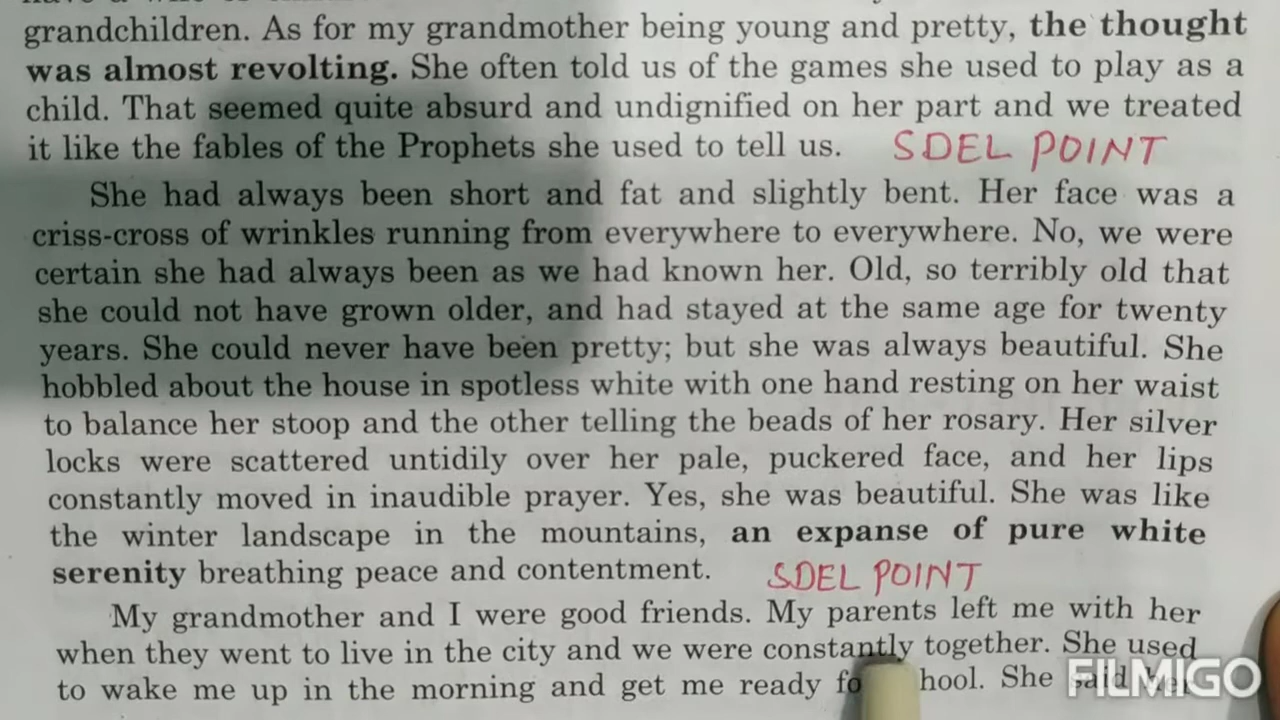 grandchildren. As for my grandmother being young and pretty, the thought
was almost revolting. She often told us of the games she used to play as a
child. That seemed quite absurd and undignified on her part and we treated
it like the fables of the Prophets she used to tell us. SDEL POINT
She had always been short and fat and slightly bent. Her face was a
criss-cross of wrinkles running from everywhere to everywhere. No, we were
certain she had always been as we had known her. Old, so terribly old that
she could not have grown older, and had stayed at the same age for twenty
years. She could never have been pretty; but she was always beautiful. She
hobbled about the house in spotless white with one hand resting on her waist
to balance her stoop and the other telling the beads of her rosary. Her silver
locks were scattered untidily over her pale, puckered face, and her lips
constantly moved in inaudible prayer. Yes, she was beautiful. She was like
the winter landscape in the mountains, an expanse of pure white
serenity breathing peace and contentment. SDEL POINT
My grandmother and I were good friends. My parents left me with her
when they went to live in the city and we were constantly together. She used
to wake me up in the morning and get me ready fo hool. She said her
FILMIGO